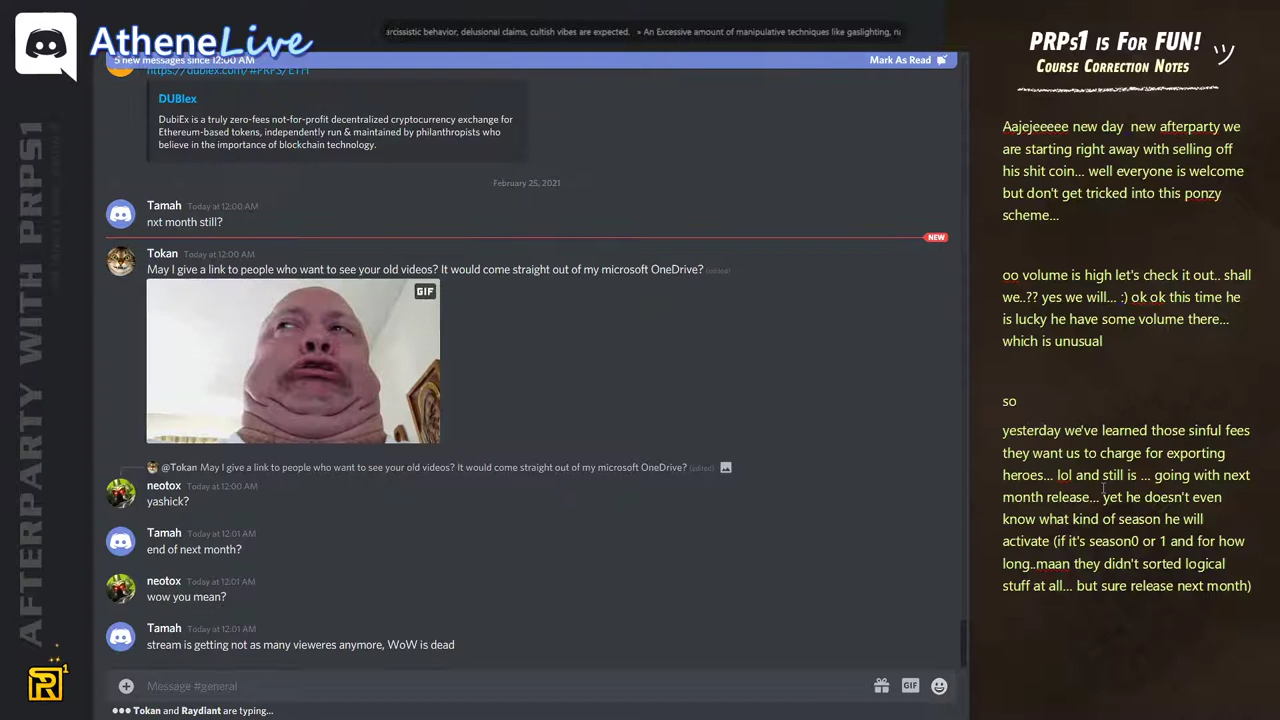 AtheneLive
arcissistic behavior, delusional claims, cultish vibes are expected. » An Excessive amount of manipulative techniques like gaslighting, na
5 new messages since 12:00 AM
Mark As Read
https://dubiex.com/#PRPS/ETH
DUBIex
DubiEx is a truly zero-fees not-for-profit decentralized cryptocurrency exchange for
Ethereum-based tokens, independently run & maintained by philanthropists who
believe in the importance of blockchain technology.
February 25, 2021
Tamah Today at 12:00 AM
nxt month still?
NEW
Tokan Today at 12:00 AM
May I give a link to people who want to see your old videos? It would come straight out of my microsoft OneDrive? (edited)
GIF
@Tokan May I give a link to people who want to see your old videos? It would come straight out of my microsoft OneDrive? (edited)
neotox Today at 12:00 AM
yashick?
Tamah Today at 12:01 AM
end of next month?
neotox Today at 12:01 AM
wow you mean?
Tamah Today at 12:01 AM
stream is getting not as many vieweres anymore, WoW is dead
Message #general
GIF
Tokan and Raydiant are typing...
AFTERPARTY WITH PRPS1
R1
PRPS1 IS FOR FUN!
COURSE CORRECTION NOTES
Aajejeeeee new day new afterparty we
are starting right away with selling off
his shit coin... well everyone is welcome
but don't get tricked into this ponzy
scheme...
oo volume is high let's check it out.. shall
we..?? yes we will... :) ok ok this time he
is lucky he have some volume there...
which is unusual
so
yesterday we've learned those sinful fees
they want us to charge for exporting
heroes... lol and still is ... going with next
month release... yet he doesn't even
know what kind of season he will
activate (if it's season0 or 1 and for how
long..maan they didn't sorted logical
stuff at all... but sure release next month)